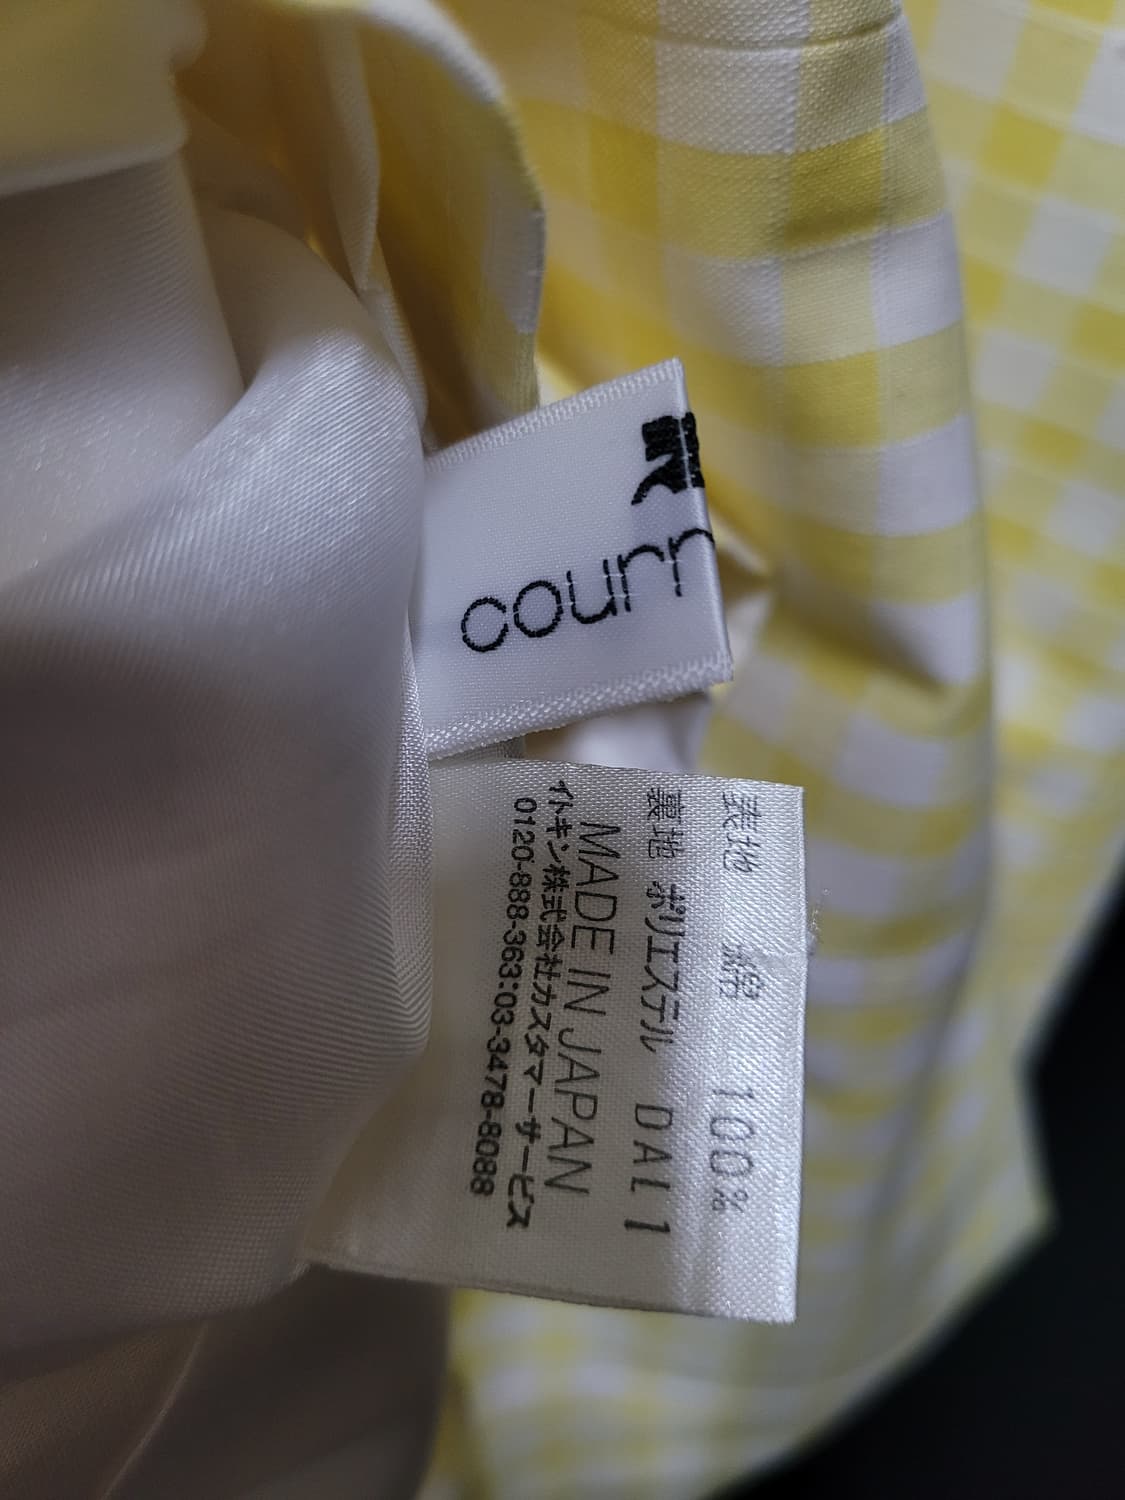 courr
表地 綿 100%
裏地 ポリエステル DAL1
MADE IN JAPAN
イトキン株式会社カスタマーサービス
0120-888-363:03-3478-8088